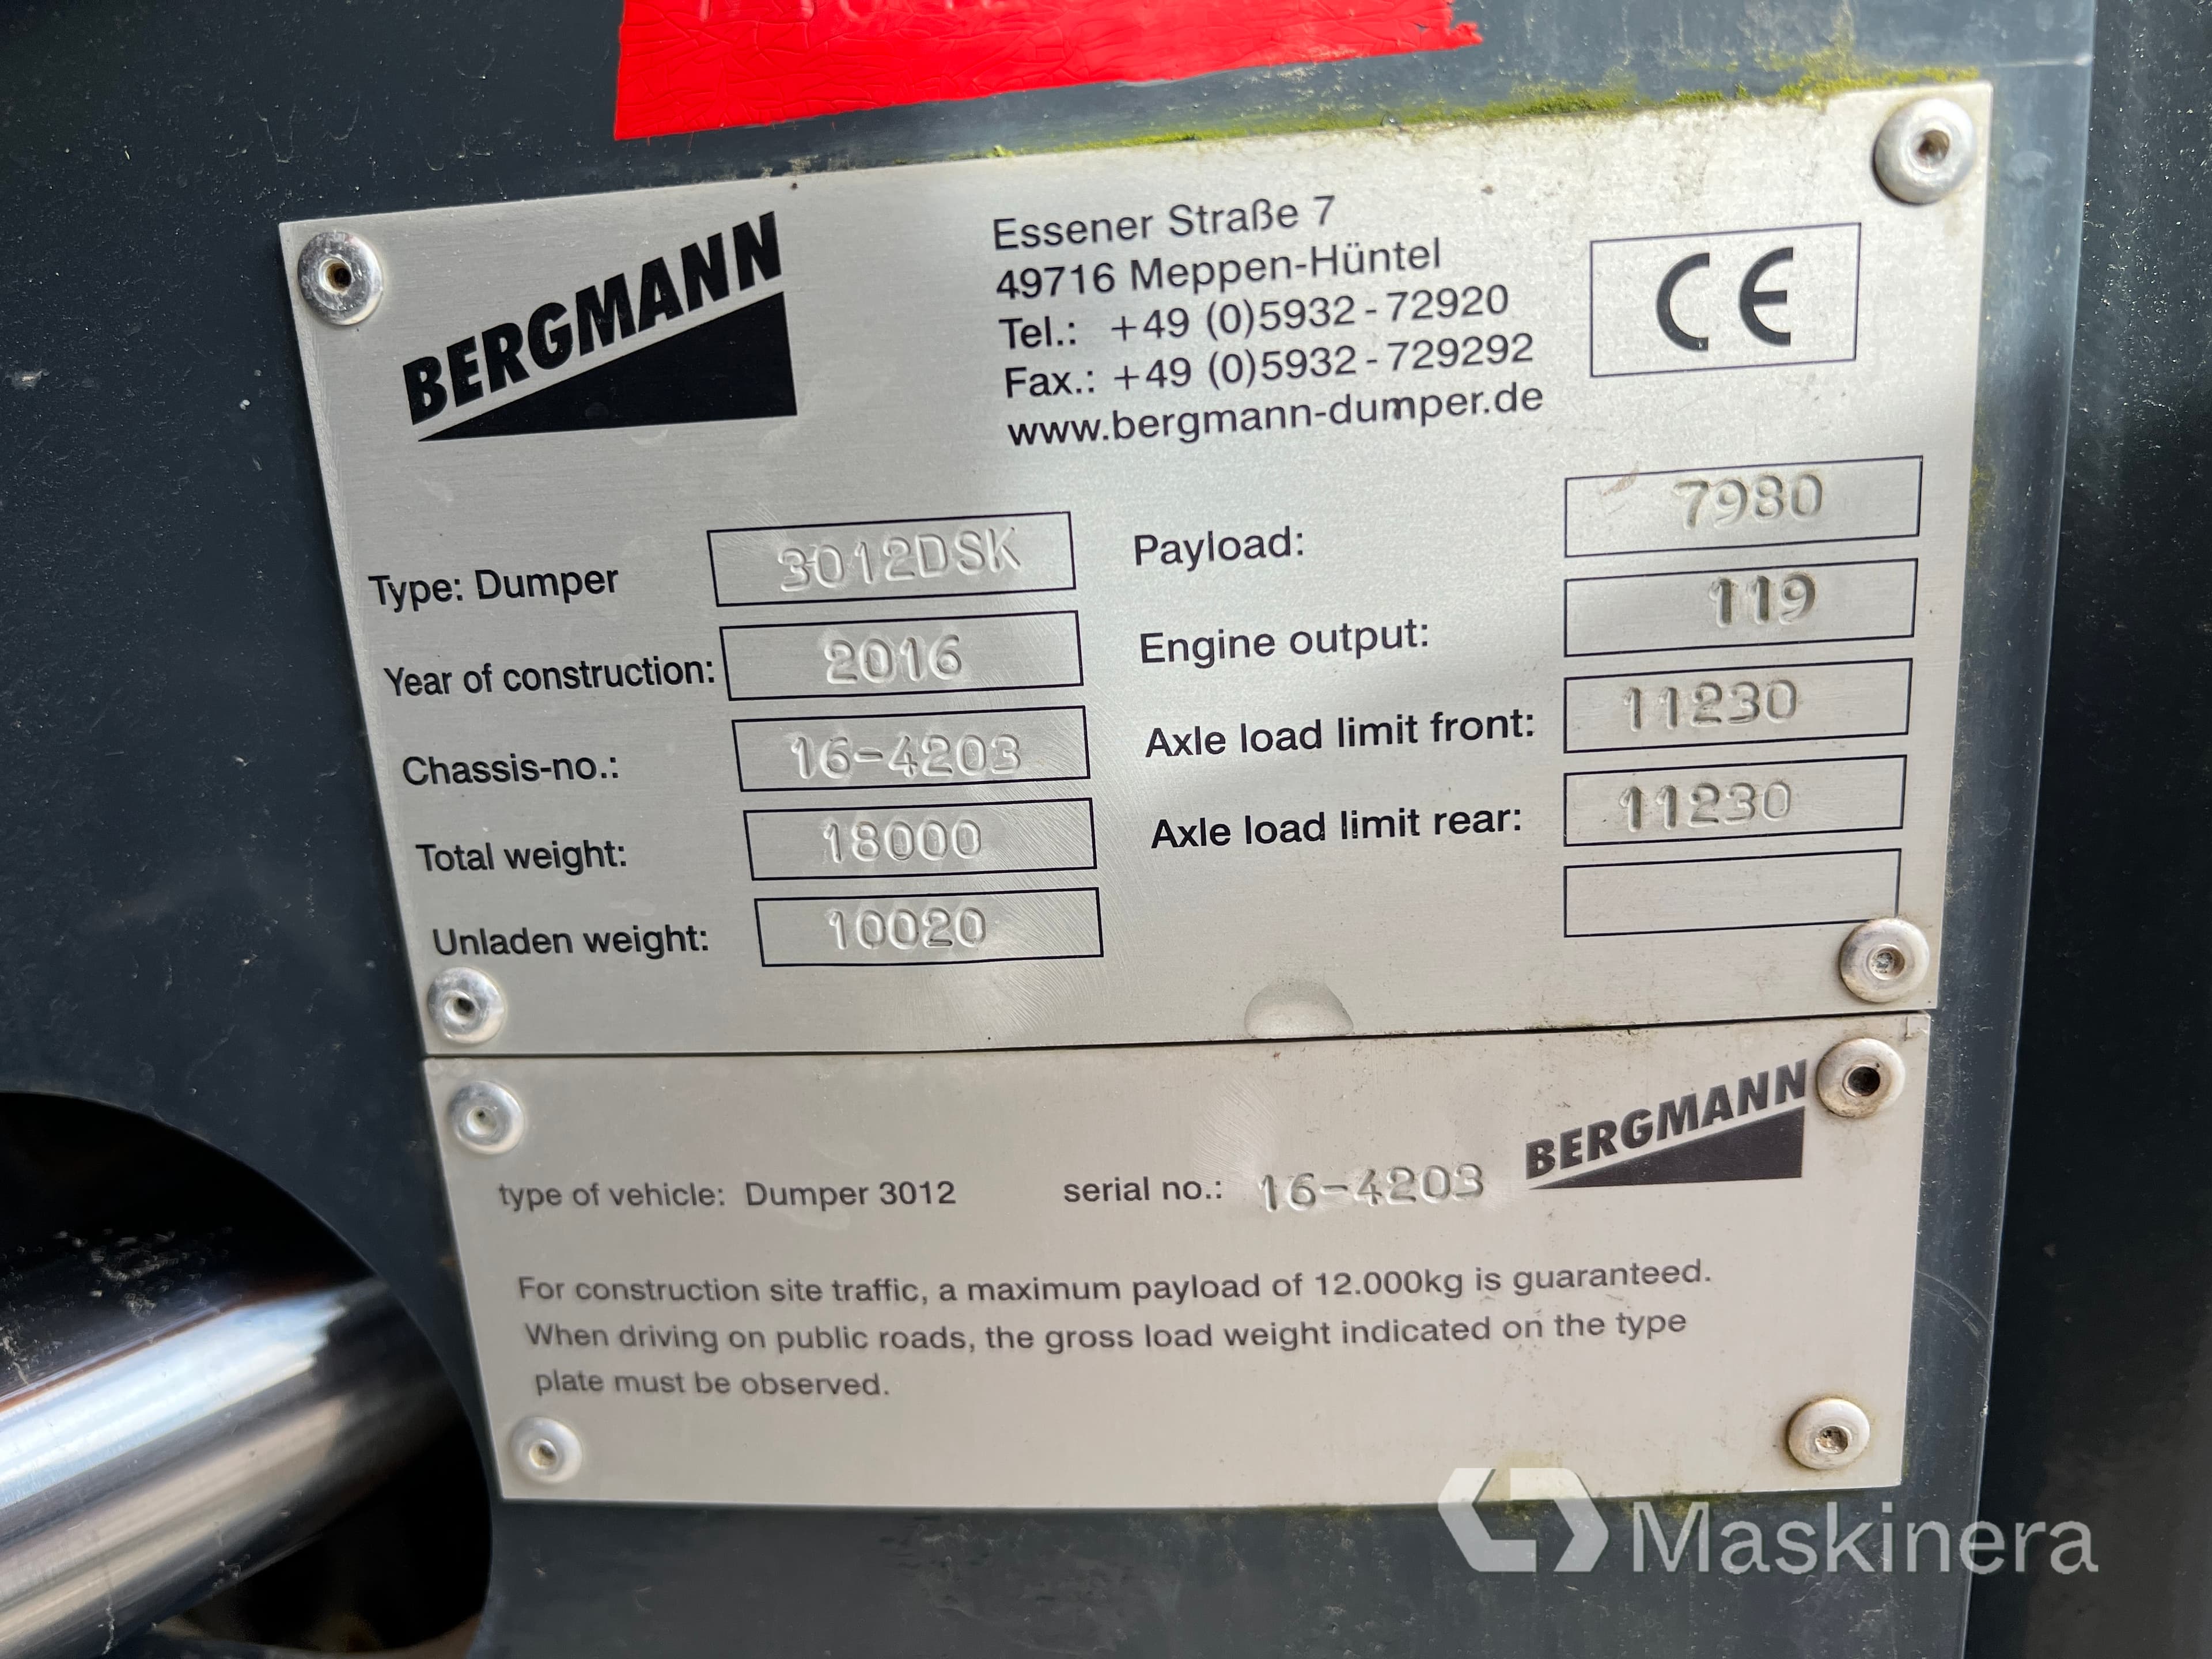 BERGMANN
Essener Straße 7
49716 Meppen-Hüntel
Tel.: +49 (0)5932 - 72920
Fax.: +49 (0)5932 - 729292
www.bergmann-dumper.de
CE
Type: Dumper 3012DSK
Year of construction: 2016
Chassis-no.: 16-4203
Total weight: 18000
Unladen weight: 10020
Payload: 7980
Engine output: 119
Axle load limit front: 11230
Axle load limit rear: 11230
BERGMANN
type of vehicle: Dumper 3012 serial no.: 16-4203
For construction site traffic, a maximum payload of 12.000kg is guaranteed.
When driving on public roads, the gross load weight indicated on the type
plate must be observed.
Maskinera